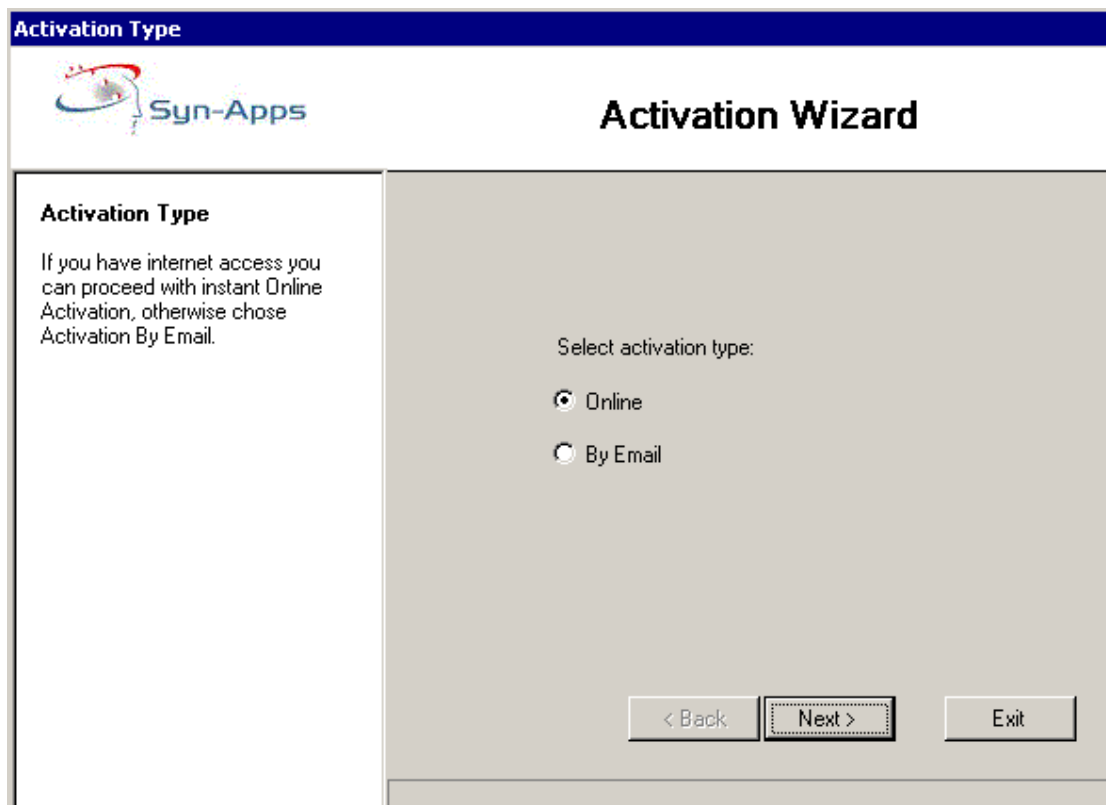 Activation Type
Syn-Apps
Activation Wizard
Activation Type
If you have internet access you
can proceed with instant Online
Activation, otherwise chose
Activation By Email.
Select activation type:
Online
By Email
< Back
Next >
Exit